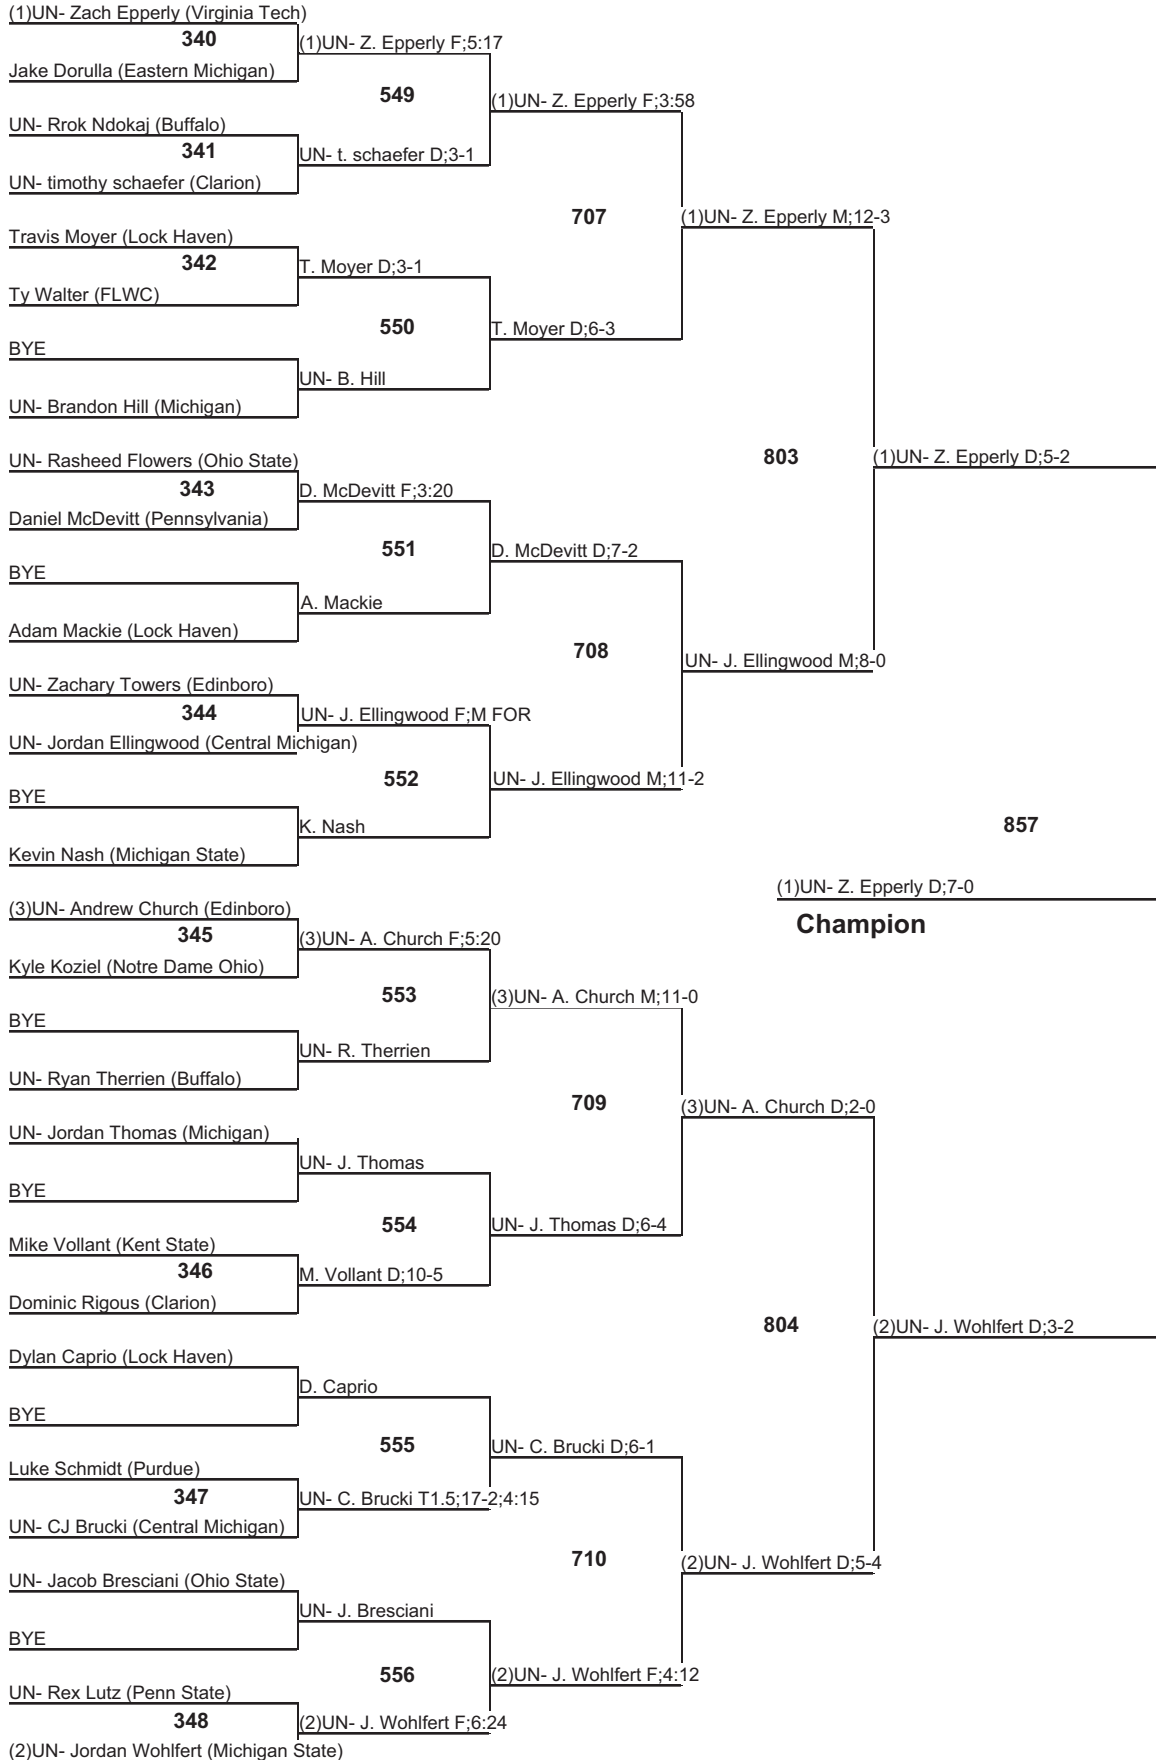 (1)UN- Zach Epperly (Virginia Tech)
340
(1)UN- Z. Epperly F;5:17
Jake Dorulla (Eastern Michigan)
549
(1)UN- Z. Epperly F;3:58
UN- Rrok Ndokaj (Buffalo)
341
UN- t. schaefer D;3-1
UN- timothy schaefer (Clarion)
707
(1)UN- Z. Epperly M;12-3
Travis Moyer (Lock Haven)
342
T. Moyer D;3-1
Ty Walter (FLWC)
550
T. Moyer D;6-3
BYE
UN- B. Hill
UN- Brandon Hill (Michigan)
803
(1)UN- Z. Epperly D;5-2
UN- Rasheed Flowers (Ohio State)
343
D. McDevitt F;3:20
Daniel McDevitt (Pennsylvania)
551
D. McDevitt D;7-2
BYE
A. Mackie
Adam Mackie (Lock Haven)
708
UN- J. Ellingwood M;8-0
UN- Zachary Towers (Edinboro)
344
UN- J. Ellingwood F;M FOR
UN- Jordan Ellingwood (Central Michigan)
552
UN- J. Ellingwood M;11-2
BYE
K. Nash
857
Kevin Nash (Michigan State)
(1)UN- Z. Epperly D;7-0
Champion
(3)UN- Andrew Church (Edinboro)
345
(3)UN- A. Church F;5:20
Kyle Koziel (Notre Dame Ohio)
553
(3)UN- A. Church M;11-0
BYE
UN- R. Therrien
UN- Ryan Therrien (Buffalo)
709
(3)UN- A. Church D;2-0
UN- Jordan Thomas (Michigan)
UN- J. Thomas
BYE
554
UN- J. Thomas D;6-4
Mike Vollant (Kent State)
346
M. Vollant D;10-5
Dominic Rigous (Clarion)
804
(2)UN- J. Wohlfert D;3-2
Dylan Caprio (Lock Haven)
D. Caprio
BYE
555
UN- C. Brucki D;6-1
Luke Schmidt (Purdue)
347
UN- C. Brucki T1.5;17-2;4:15
UN- CJ Brucki (Central Michigan)
710
(2)UN- J. Wohlfert D;5-4
UN- Jacob Bresciani (Ohio State)
UN- J. Bresciani
BYE
556
(2)UN- J. Wohlfert F;4:12
UN- Rex Lutz (Penn State)
348
(2)UN- J. Wohlfert F;6:24
(2)UN- Jordan Wohlfert (Michigan State)